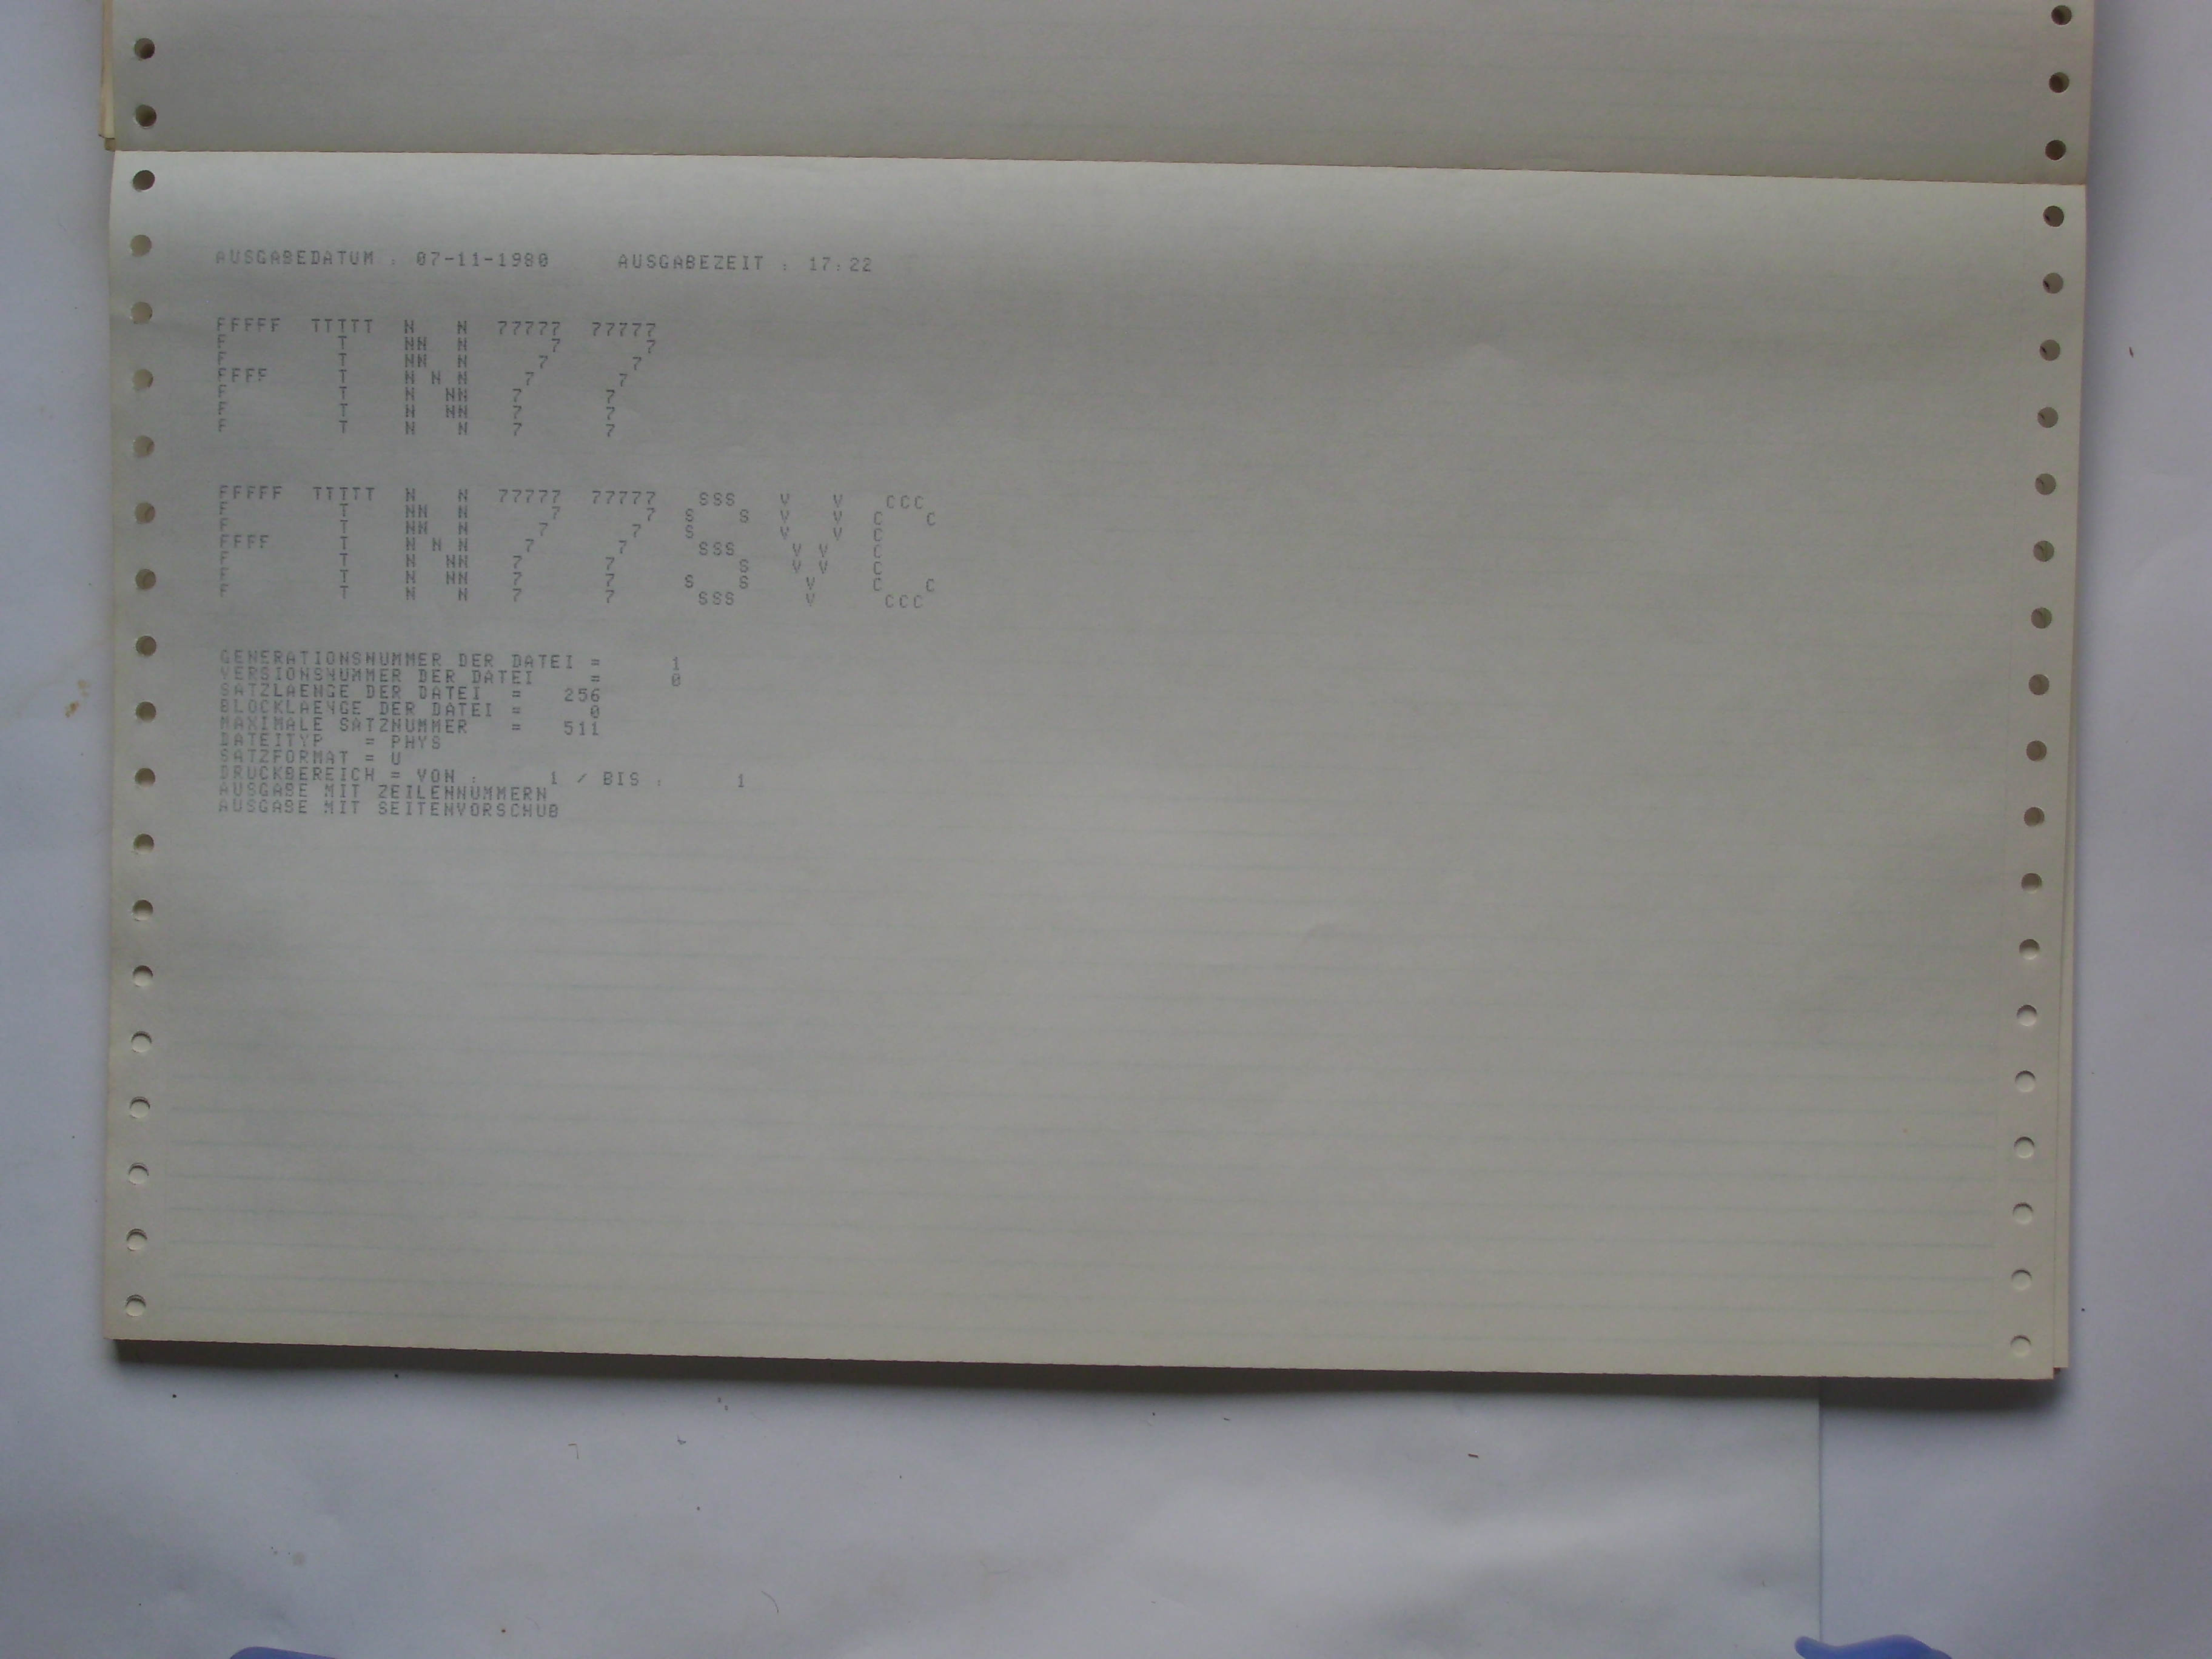 AUSGABEDATUM : 07-11-1980     AUSGABEZEIT : 17:22
FFFFF  TTTTT  N   N  77777  77777
F        T    NN  N      7      7
F        T    NN  N     7      7
FFFF     T    N N N    7      7
F        T    N  NN   7      7
F        T    N  NN   7      7
F        T    N   N   7      7
FFFFF  TTTTT  N   N  77777  77777   SSS   V   V   CCC
F        T    NN  N      7      7  S   S  V   V  C   C
F        T    NN  N     7      7   S      V   V  C
FFFF     T    N N N    7      7     SSS    V V   C
F        T    N  NN   7      7         S   V V   C
F        T    N  NN   7      7     S   S    V    C   C
F        T    N   N   7      7      SSS     V     CCC
GENERATIONSNUMMER DER DATEI =      1
VERSIONSNUMMER DER DATEI    =      0
SATZLAENGE DER DATEI  =   256
BLOCKLAENGE DER DATEI =     0
MAXIMALE SATZNUMMER   =   511
DATEITYP   = PHYS
SATZFORMAT = U
DRUCKBEREICH = VON :      1 / BIS :      1
AUSGABE MIT ZEILENNUMMERN
AUSGABE MIT SEITENVORSCHUB